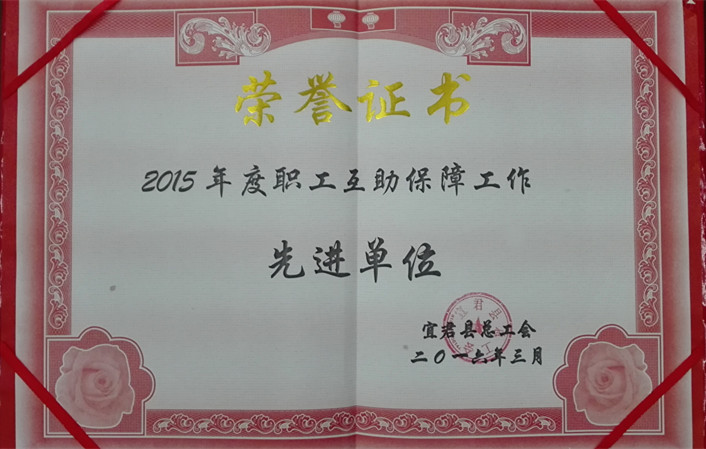 荣誉证书
2015年度职工互助保障工作
先进单位
宜君县总工会
二〇一六年三月